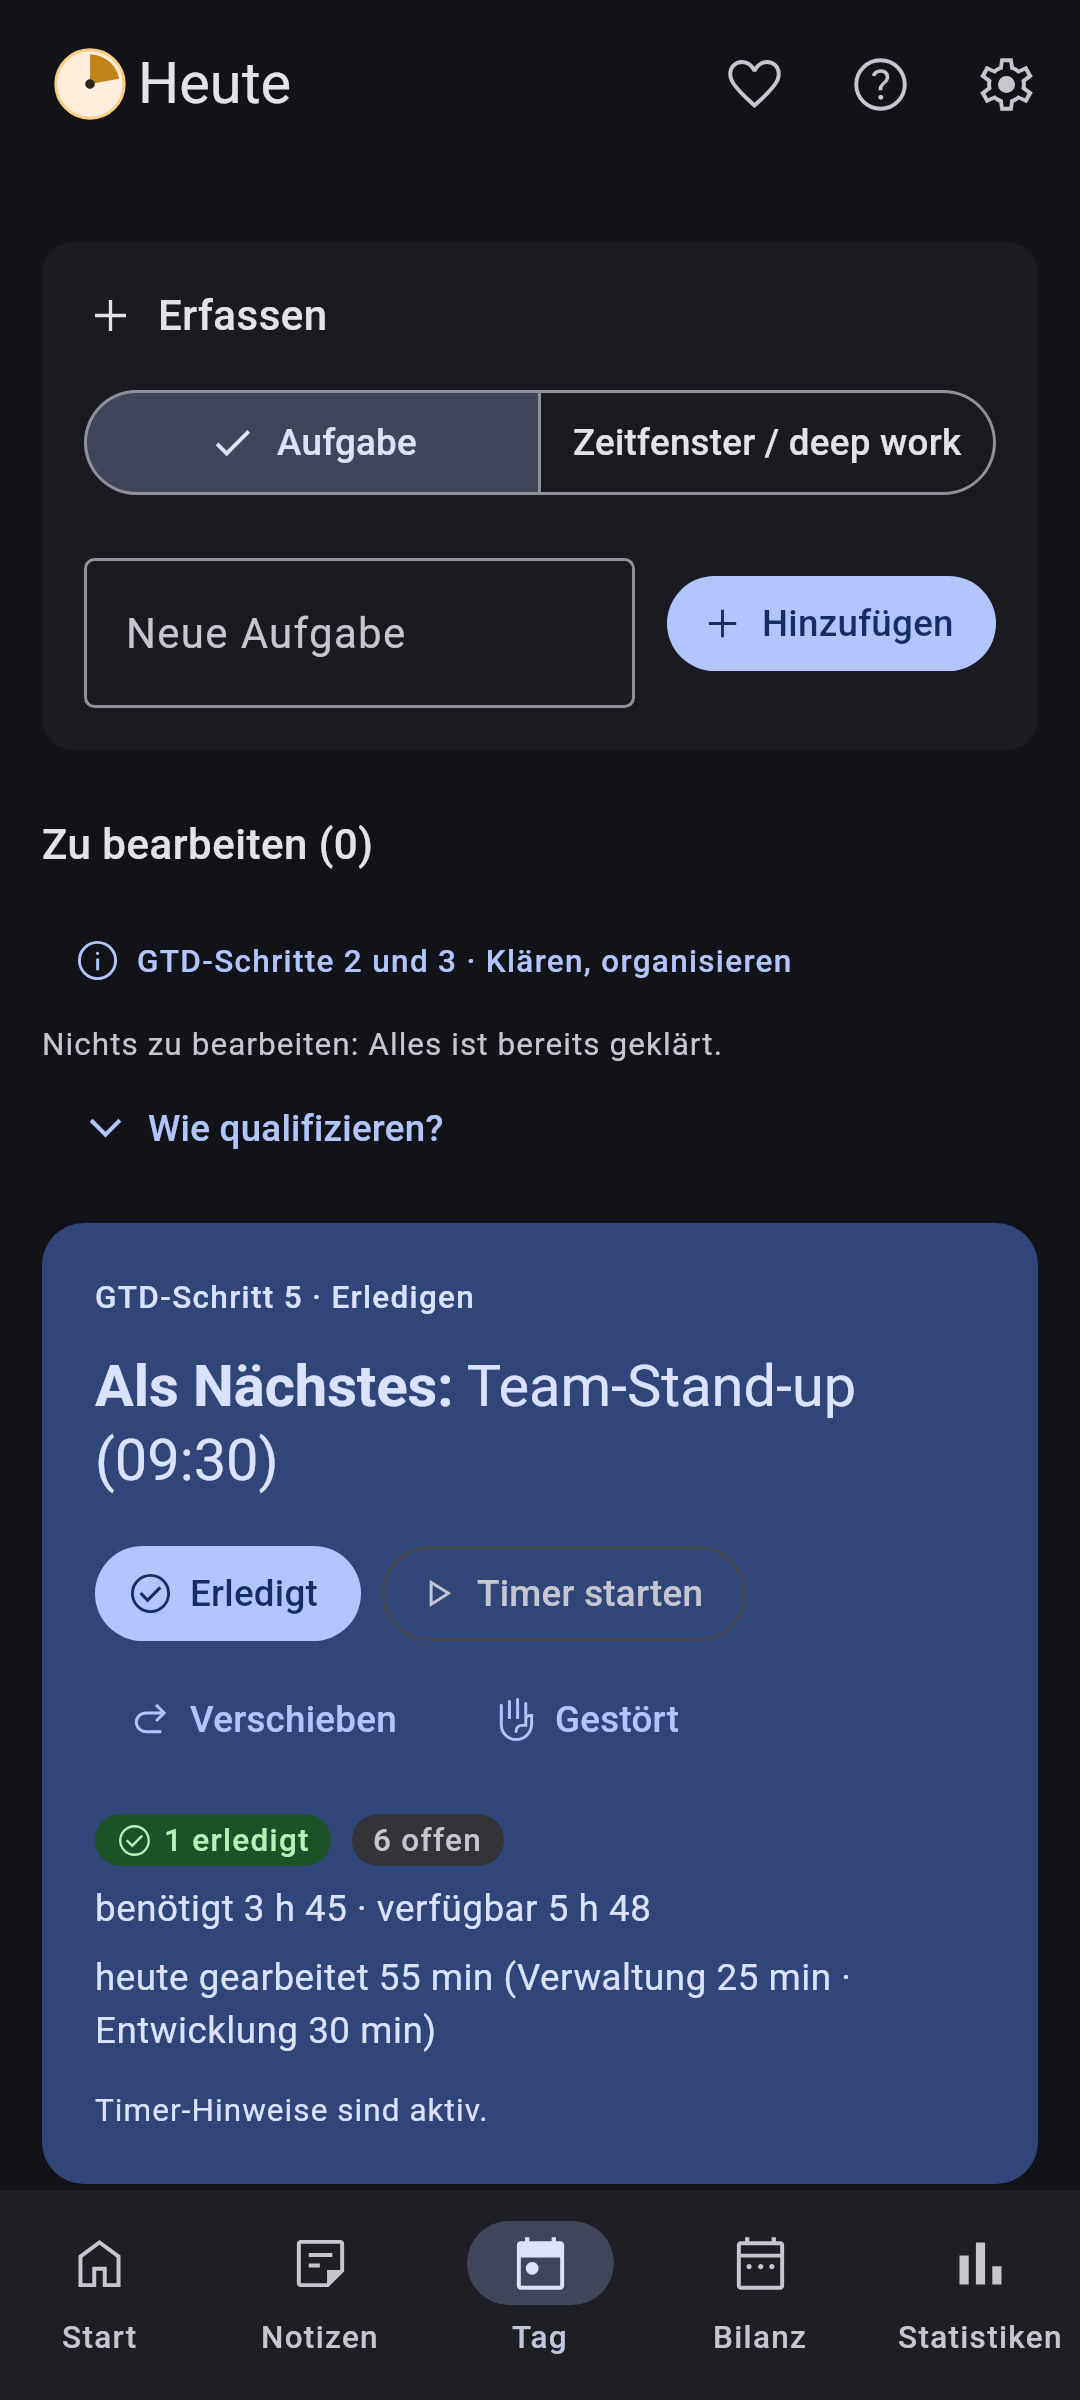 Heute
Erfassen
Aufgabe
Zeitfenster / deep work
Neue Aufgabe
Hinzufügen
Zu bearbeiten (0)
GTD-Schritte 2 und 3 · Klären, organisieren
Nichts zu bearbeiten: Alles ist bereits geklärt.
Wie qualifizieren?
GTD-Schritt 5 · Erledigen
Als Nächstes: Team-Stand-up
(09:30)
Erledigt
Timer starten
Verschieben
Gestört
1 erledigt
6 offen
benötigt 3 h 45 · verfügbar 5 h 48
heute gearbeitet 55 min (Verwaltung 25 min ·
Entwicklung 30 min)
Timer-Hinweise sind aktiv.
Start
Notizen
Tag
Bilanz
Statistiken